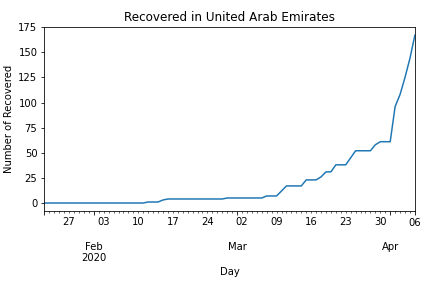 Recovered in United Arab Emirates
Number of Recovered
175
150
125
100
75
50
25
0
27 03 10 17 24 02 09 16 23 30 06
Feb Mar Apr
2020
Day